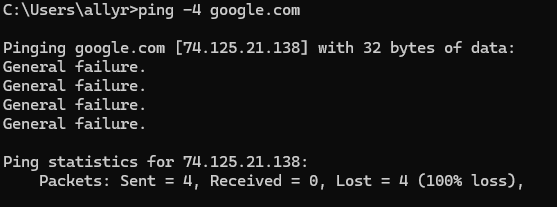 C:\Users\allyr>ping -4 google.com
Pinging google.com [74.125.21.138] with 32 bytes of data:
General failure.
General failure.
General failure.
General failure.
Ping statistics for 74.125.21.138:
    Packets: Sent = 4, Received = 0, Lost = 4 (100% loss),